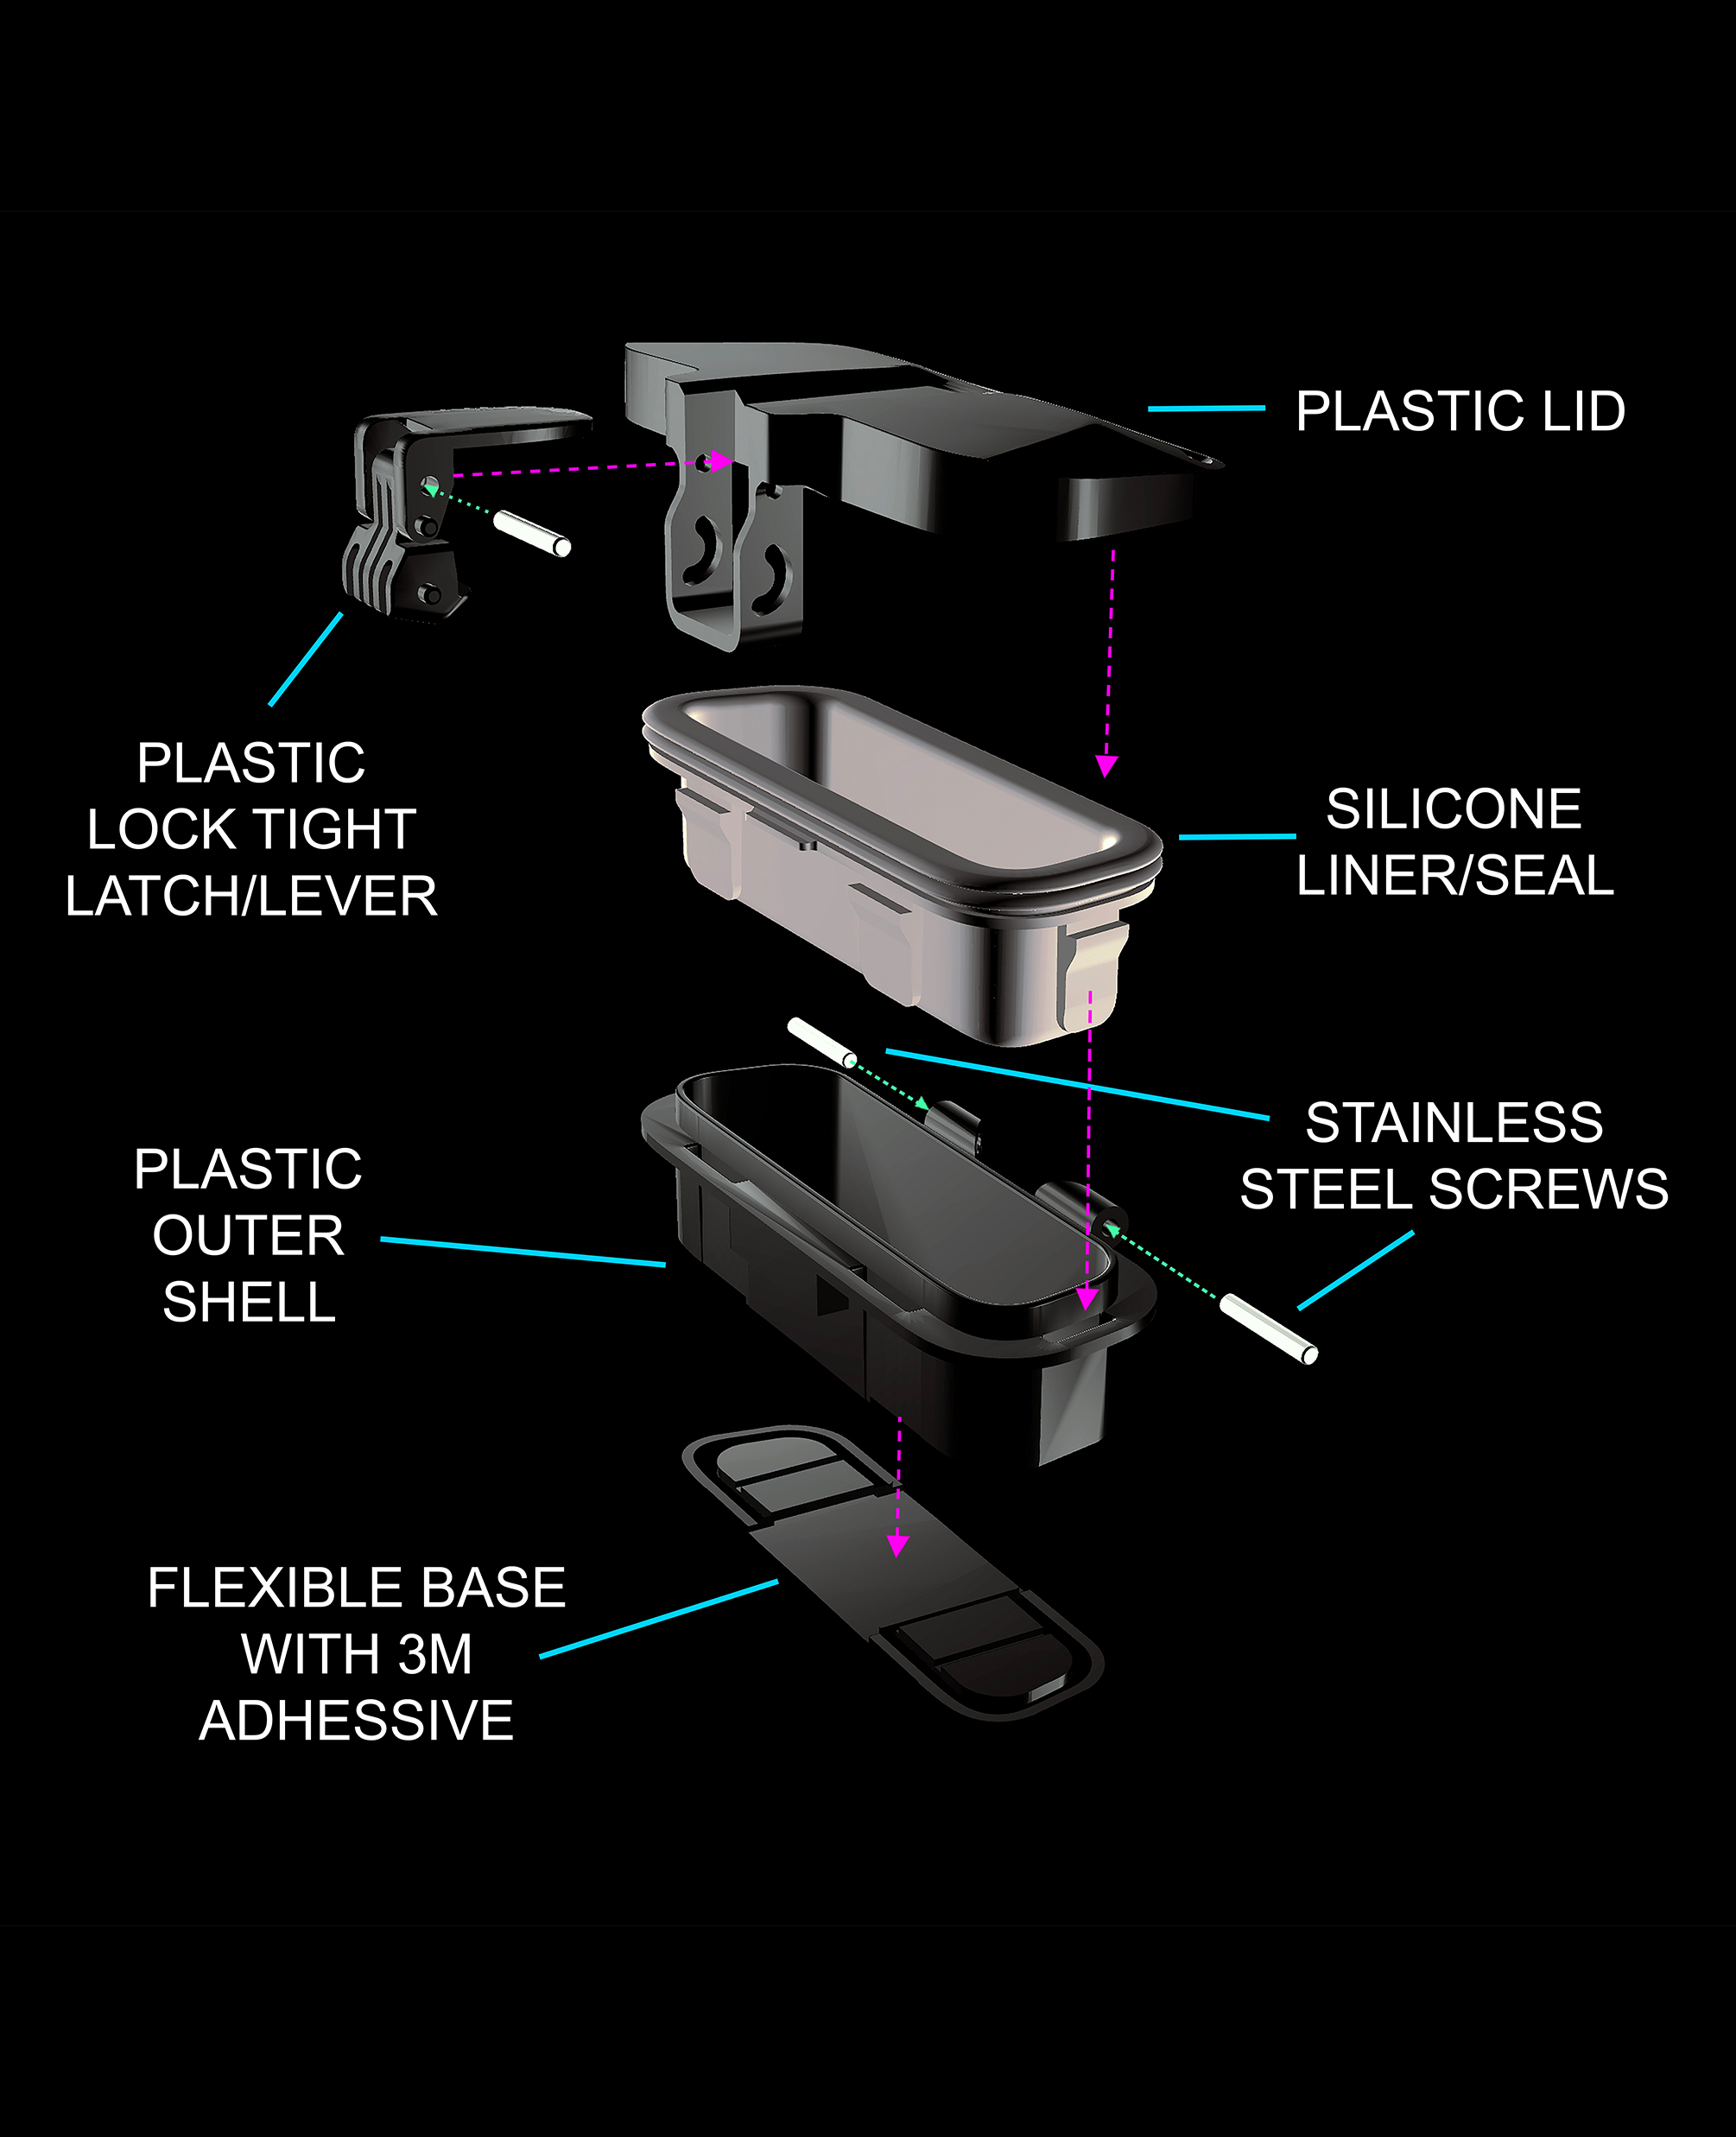 PLASTIC LID
PLASTIC
LOCK TIGHT
LATCH/LEVER
SILICONE
LINER/SEAL
STAINLESS
STEEL SCREWS
PLASTIC
OUTER
SHELL
FLEXIBLE BASE
WITH 3M
ADHESSIVE